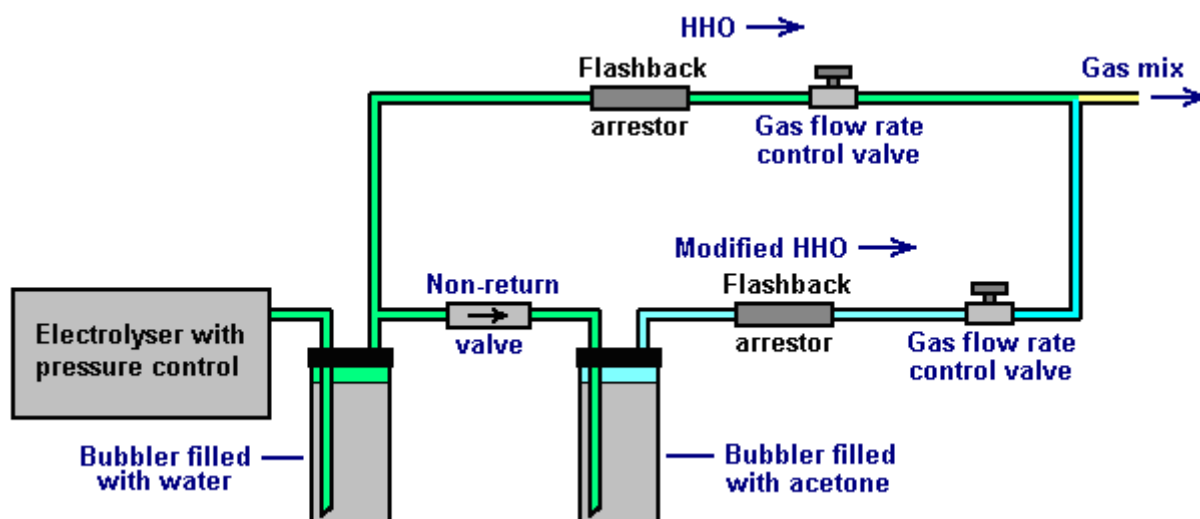 HHO
Flashback
arrestor
Gas flow rate
control valve
Gas mix
Modified HHO
Flashback
arrestor
Gas flow rate
control valve
Non-return
valve
Electrolyser with
pressure control
Bubbler filled
with water
Bubbler filled
with acetone